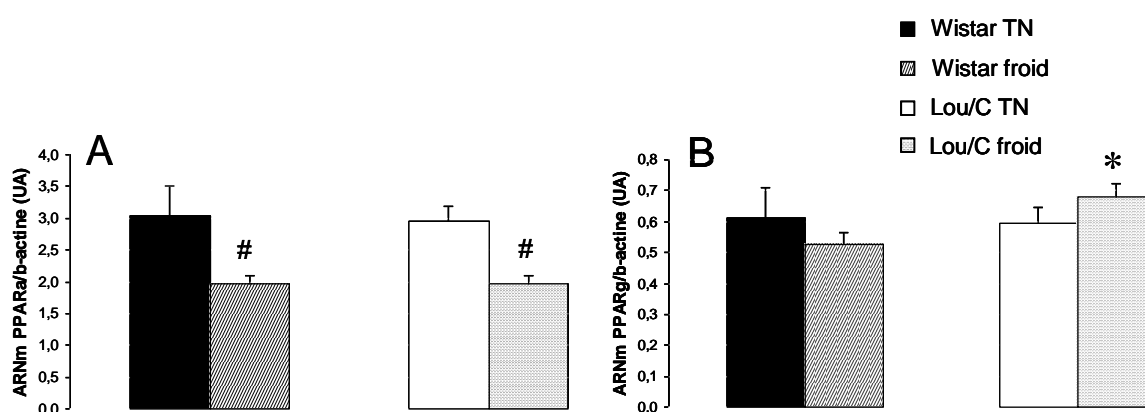 Wistar TN
Wistar froid
Lou/C TN
Lou/C froid
A
ARNm PPARa/b-actine (UA)
4,0
3,5
3,0
2,5
2,0
1,5
1,0
0,5
0,0
#
#
B
ARNm PPARg/b-actine (UA)
0,8
0,7
0,6
0,5
0,4
0,3
0,2
0,1
0,0
*